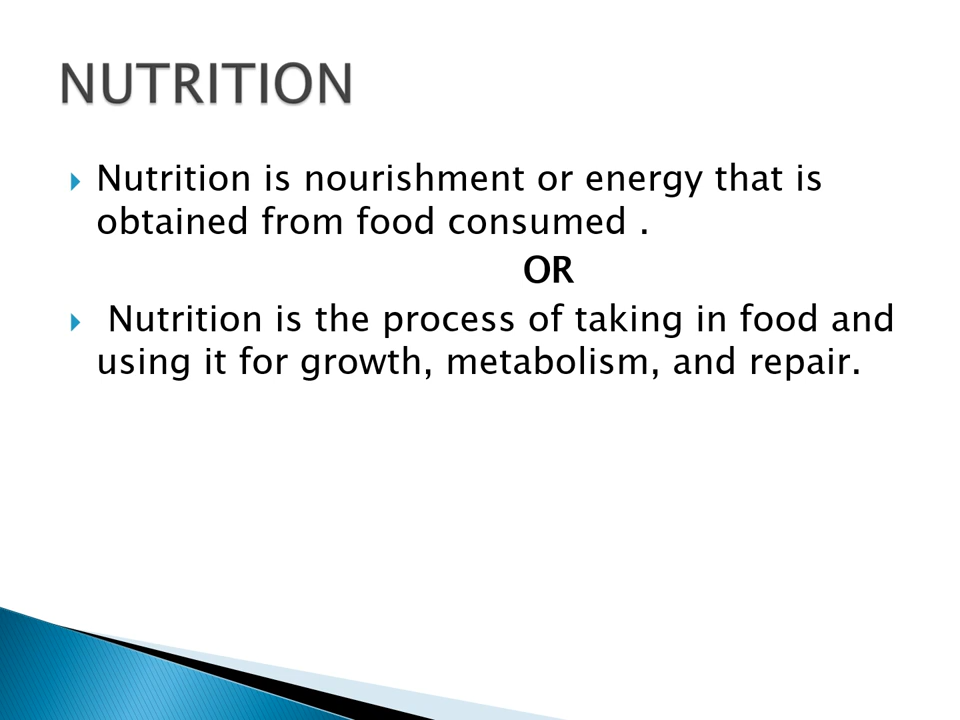 NUTRITION
Nutrition is nourishment or energy that is
obtained from food consumed .
OR
Nutrition is the process of taking in food and
using it for growth, metabolism, and repair.